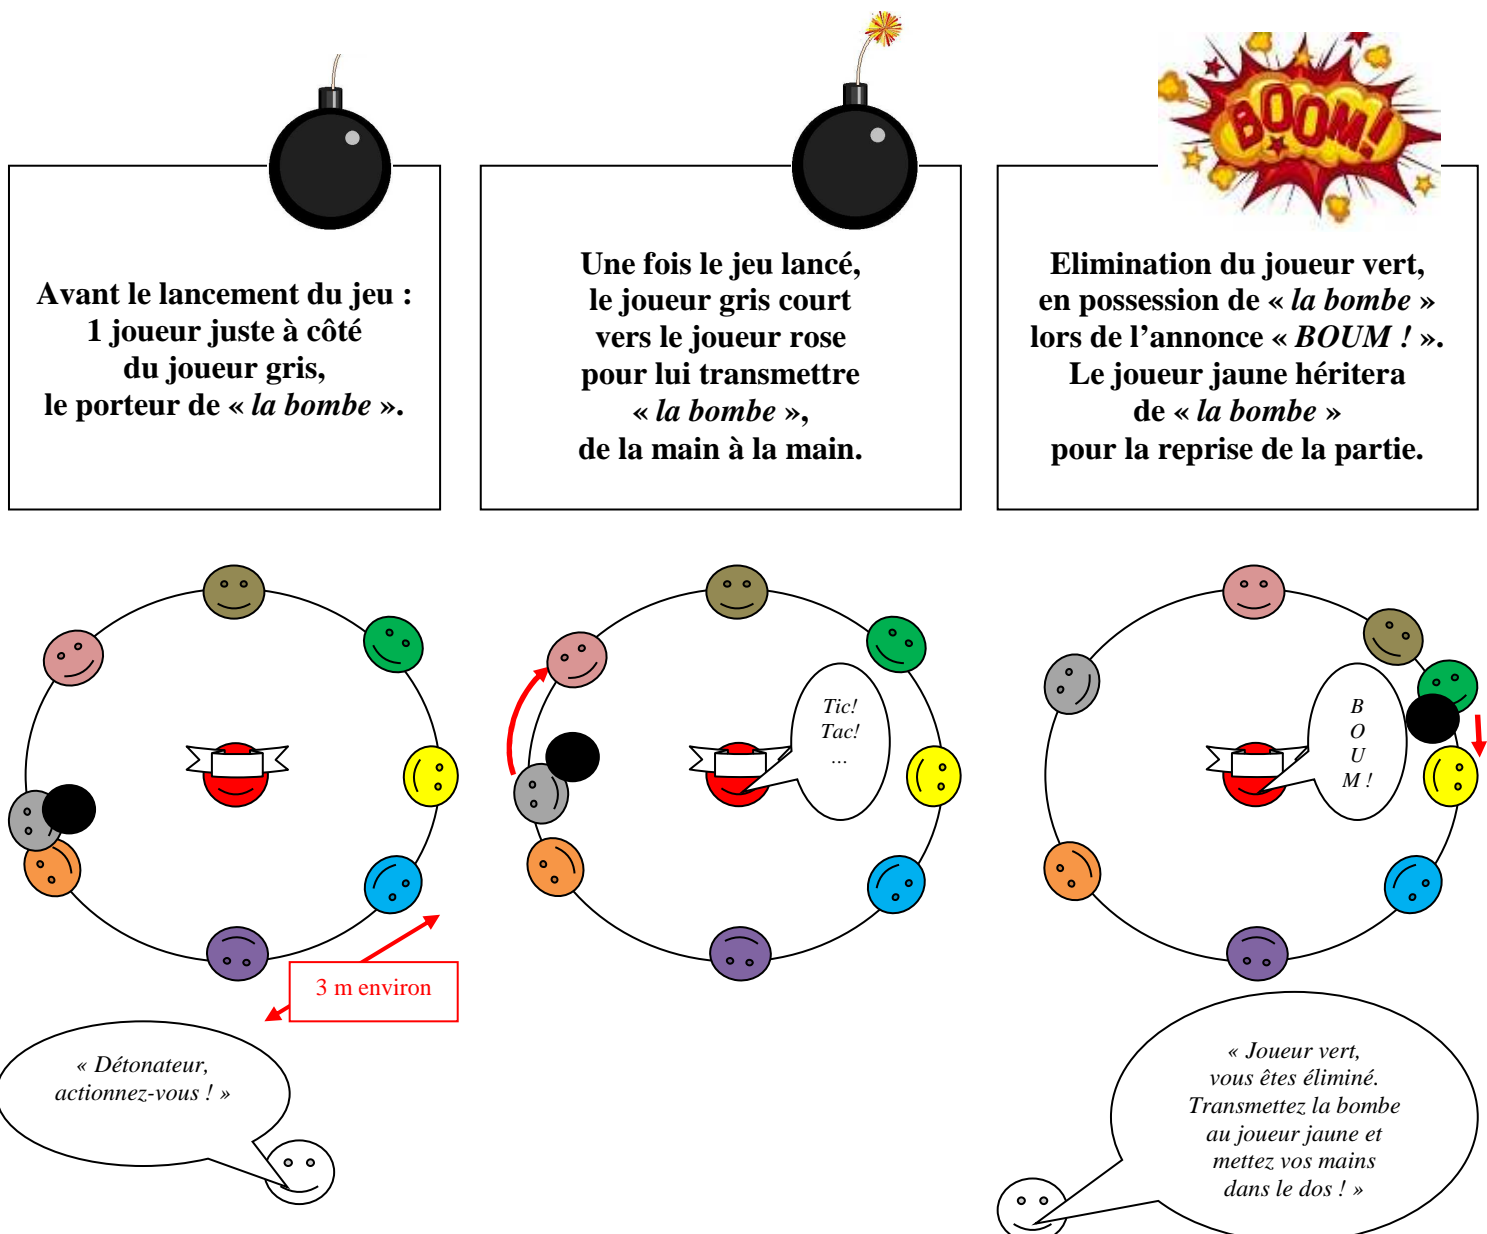 BOOM!
Avant le lancement du jeu :
1 joueur juste à côté
du joueur gris,
le porteur de « la bombe ».
Une fois le jeu lancé,
le joueur gris court
vers le joueur rose
pour lui transmettre
« la bombe »,
de la main à la main.
Elimination du joueur vert,
en possession de « la bombe »
lors de l’annonce « BOUM ! ».
Le joueur jaune héritera
de « la bombe »
pour la reprise de la partie.
Tic!
Tac!
…
B
O
U
M !
3 m environ
« Détonateur,
actionnez-vous ! »
« Joueur vert,
vous êtes éliminé.
Transmettez la bombe
au joueur jaune et
mettez vos mains
dans le dos ! »